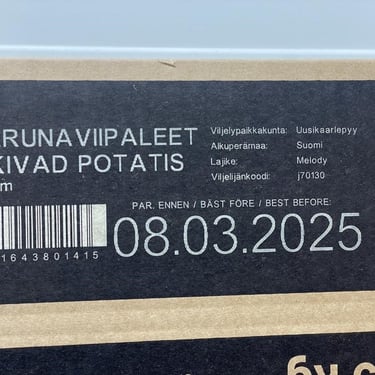 RUNAVIIPALEET
KIVAD POTATIS
m
Viljelypaikkakunta: Uusikaarlepyy
Alkuperämaa: Suomi
Lajike: Melody
Viljelijänkoodi: j70130
PAR. ENNEN / BÄST FÖRE / BEST BEFORE:
08.03.2025
1643801415